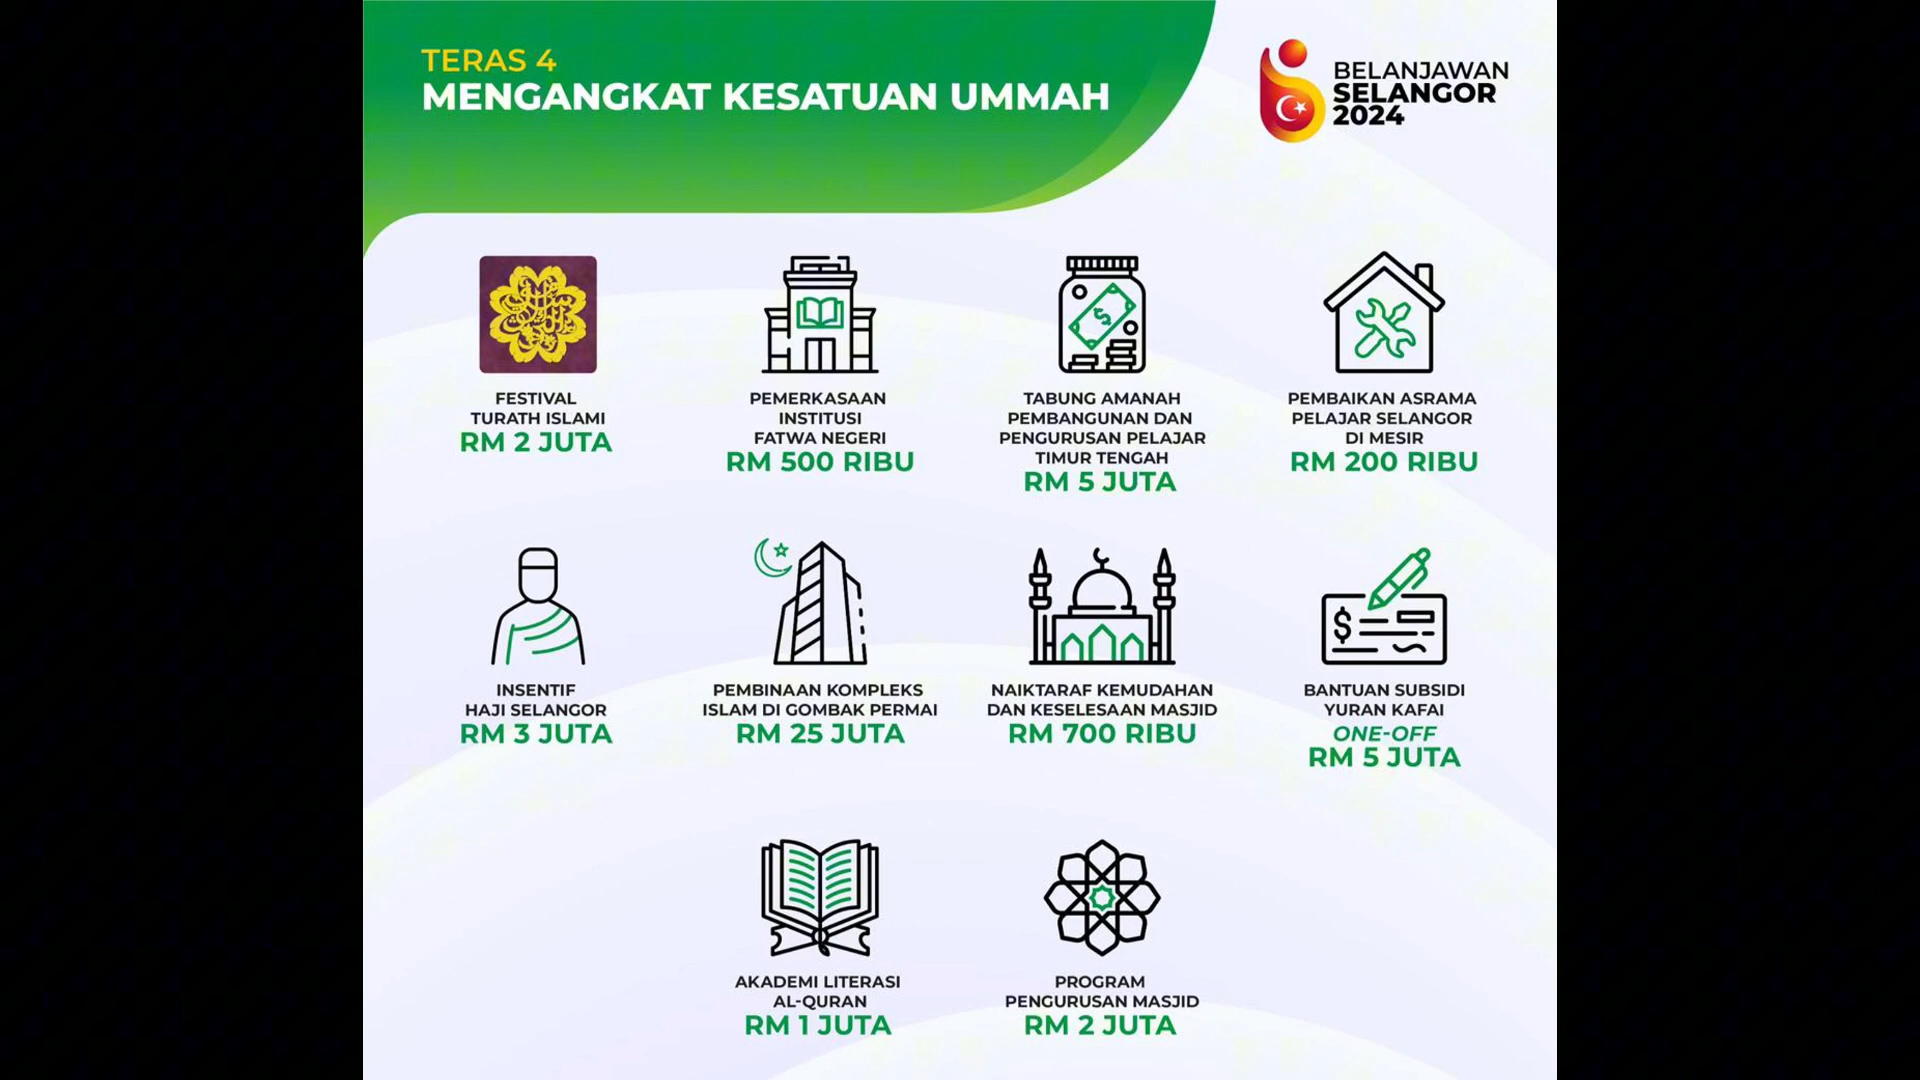 TERAS 4
MENGANGKAT KESATUAN UMMAH
BELANJAWAN
SELANGOR
2024
FESTIVAL
TURATH ISLAMI
RM 2 JUTA
PEMERKASAAN
INSTITUSI
FATWA NEGERI
RM 500 RIBU
TABUNG AMANAH
PEMBANGUNAN DAN
PENGURUSAN PELAJAR
TIMUR TENGAH
RM 5 JUTA
PEMBAIKAN ASRAMA
PELAJAR SELANGOR
DI MESIR
RM 200 RIBU
INSENTIF
HAJI SELANGOR
RM 3 JUTA
PEMBINAAN KOMPLEKS
ISLAM DI GOMBAK PERMAI
RM 25 JUTA
NAIKTARAF KEMUDAHAN
DAN KESELESAAN MASJID
RM 700 RIBU
BANTUAN SUBSIDI
YURAN KAFAI
ONE-OFF
RM 5 JUTA
AKADEMI LITERASI
AL-QURAN
RM 1 JUTA
PROGRAM
PENGURUSAN MASJID
RM 2 JUTA